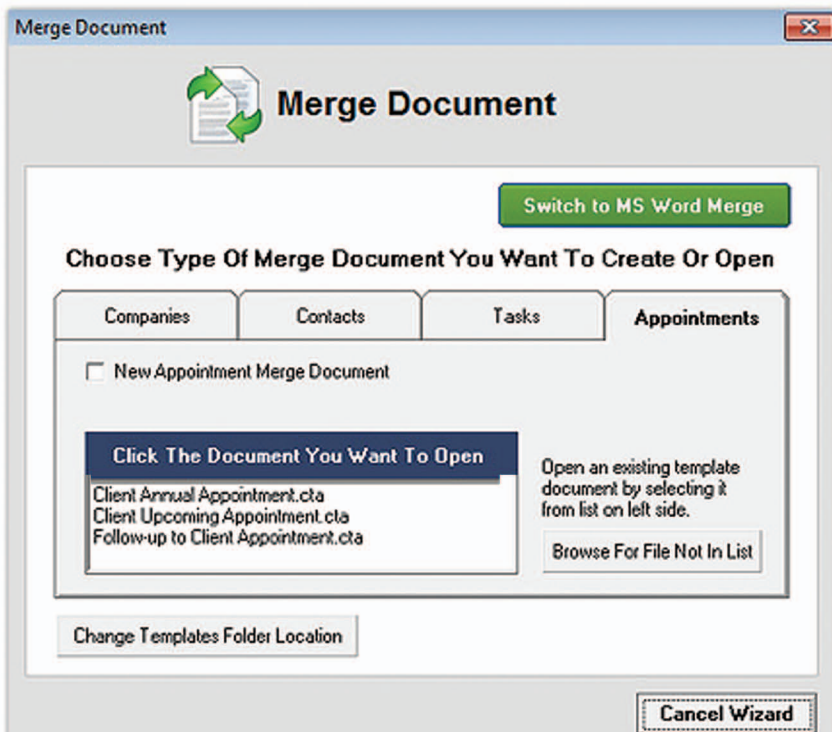 Merge Document
Merge Document
Switch to MS Word Merge
Choose Type Of Merge Document You Want To Create Or Open
Companies
Contacts
Tasks
Appointments
New Appointment Merge Document
Click The Document You Want To Open
Client Annual Appointment.cta
Client Upcoming Appointment.cta
Follow-up to Client Appointment.cta
Open an existing template
document by selecting it
from list on left side.
Browse For File Not In List
Change Templates Folder Location
Cancel Wizard